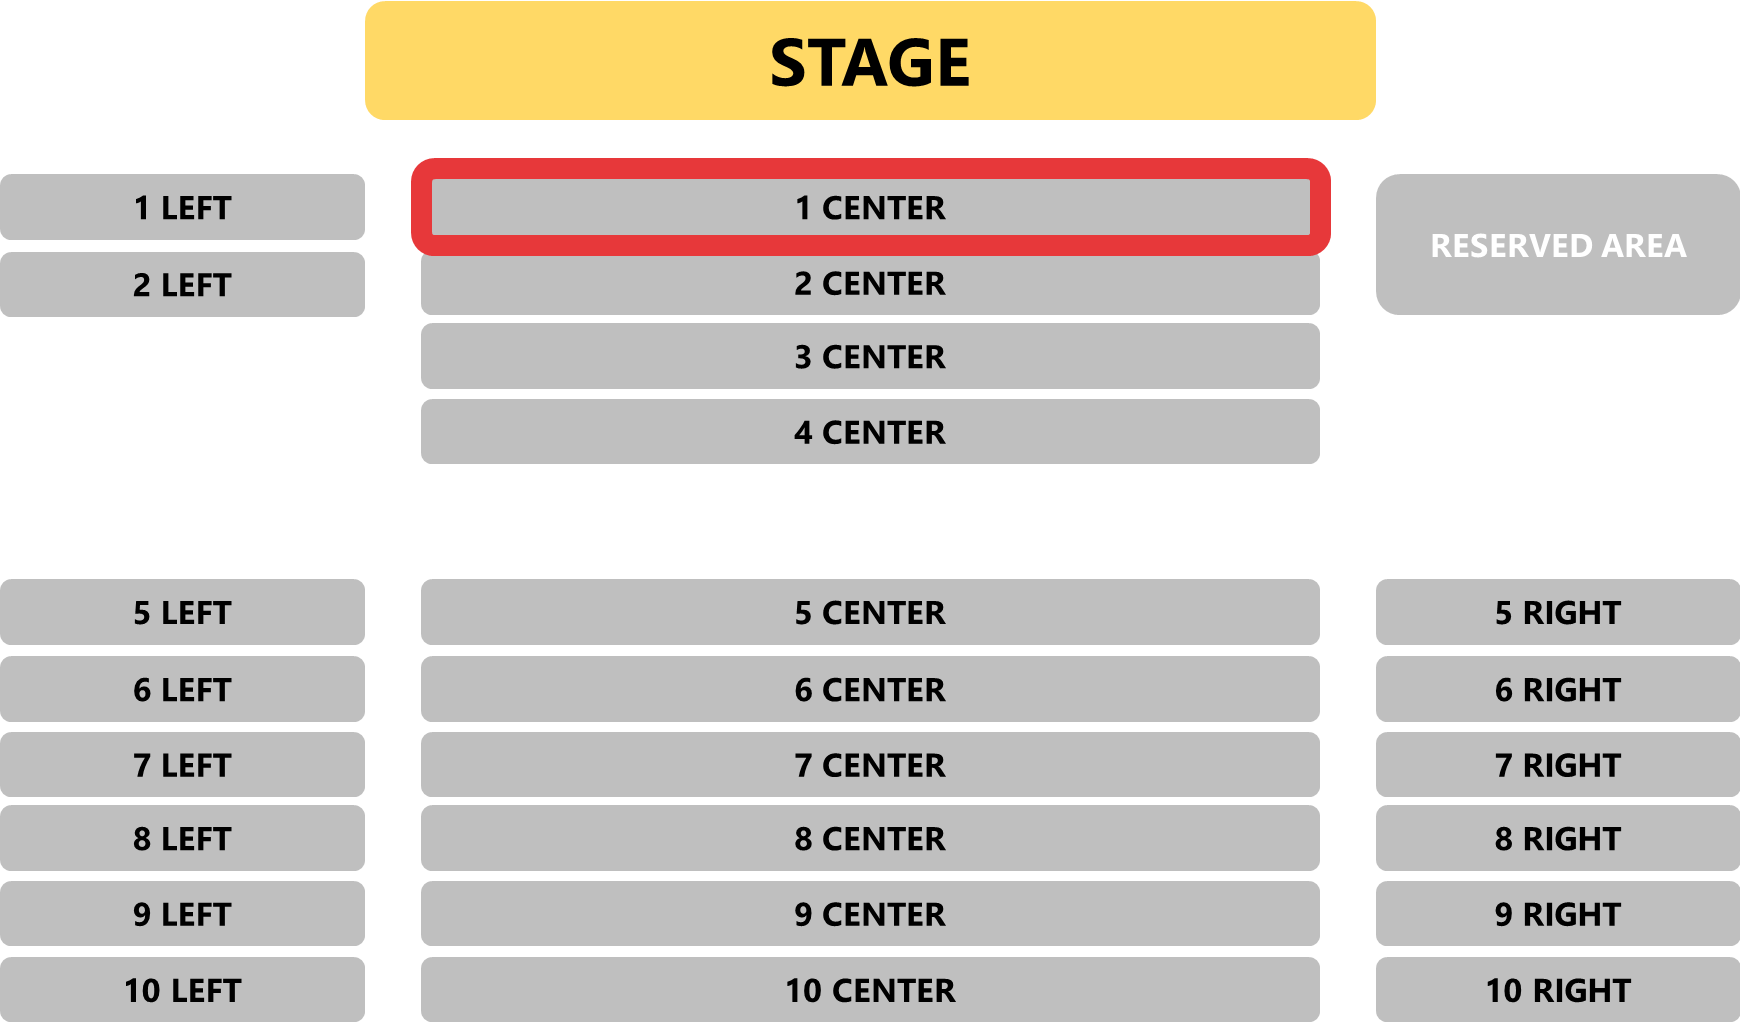 STAGE
1 LEFT
1 CENTER
RESERVED AREA
2 LEFT
2 CENTER
3 CENTER
4 CENTER
5 LEFT
5 CENTER
5 RIGHT
6 LEFT
6 CENTER
6 RIGHT
7 LEFT
7 CENTER
7 RIGHT
8 LEFT
8 CENTER
8 RIGHT
9 LEFT
9 CENTER
9 RIGHT
10 LEFT
10 CENTER
10 RIGHT